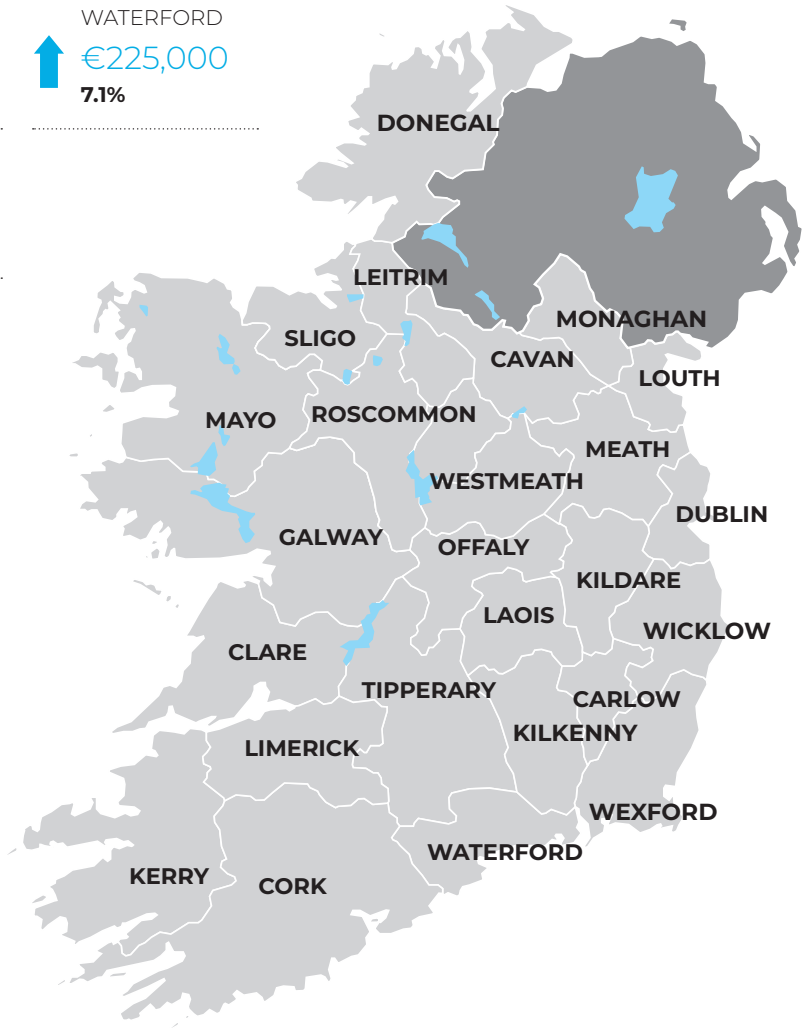 WATERFORD
€225,000
7.1%
DONEGAL
LEITRIM
MONAGHAN
SLIGO
CAVAN
LOUTH
MAYO
ROSCOMMON
MEATH
WESTMEATH
DUBLIN
GALWAY
OFFALY
KILDARE
LAOIS
WICKLOW
CLARE
TIPPERARY
CARLOW
KILKENNY
LIMERICK
WEXFORD
WATERFORD
KERRY
CORK